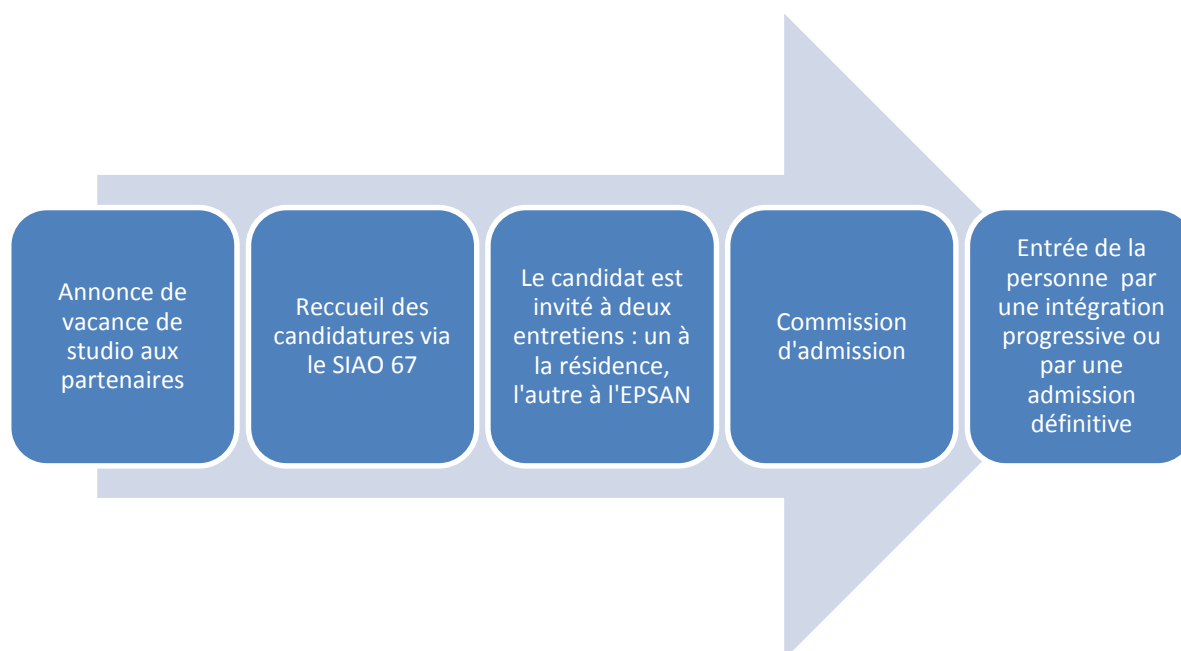 Annonce de
vacance de
studio aux
partenaires
Reccueil des
candidatures via
le SIAO 67
Le candidat est
invité à deux
entretiens : un à
la résidence,
l'autre à l'EPSAN
Commission
d'admission
Entrée de la
personne par
une intégration
progressive ou
par une
admission
définitive